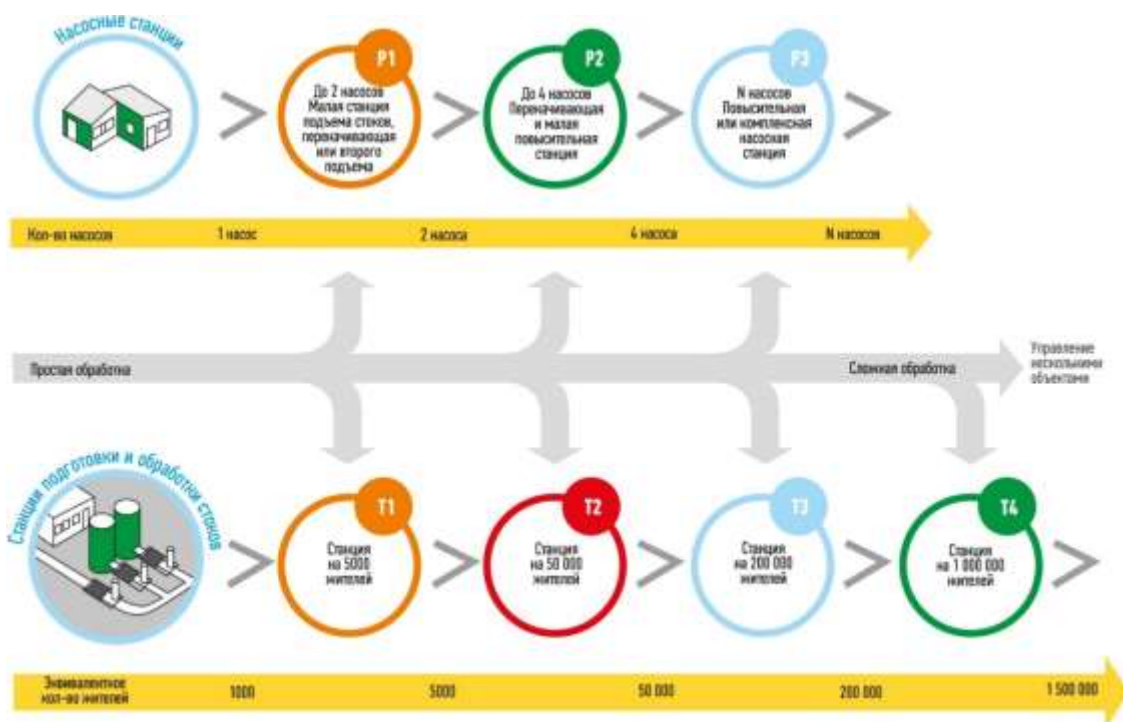 Насосные станции
P1
До 2 насосов
Малая станция
подъема стоков,
перекачивающая
или второго
подъема
P2
До 4 насосов
Перекачивающая
и малая
повысительная
станция
P3
N насосов
Повысительная
или комплексная
насосная
станция
Кол-во насосов
1 насос
2 насоса
4 насоса
N насосов
Простая обработка
Сложная обработка
Управление
несколькими
объектами
Станции подготовки и обработки стоков
T1
Станция
на 5000
жителей
T2
Станция
на 50 000
жителей
T3
Станция
на 200 000
жителей
T4
Станция
на 1 000 000
жителей
Эквивалентное
кол-во жителей
1000
5000
50 000
200 000
1 500 000